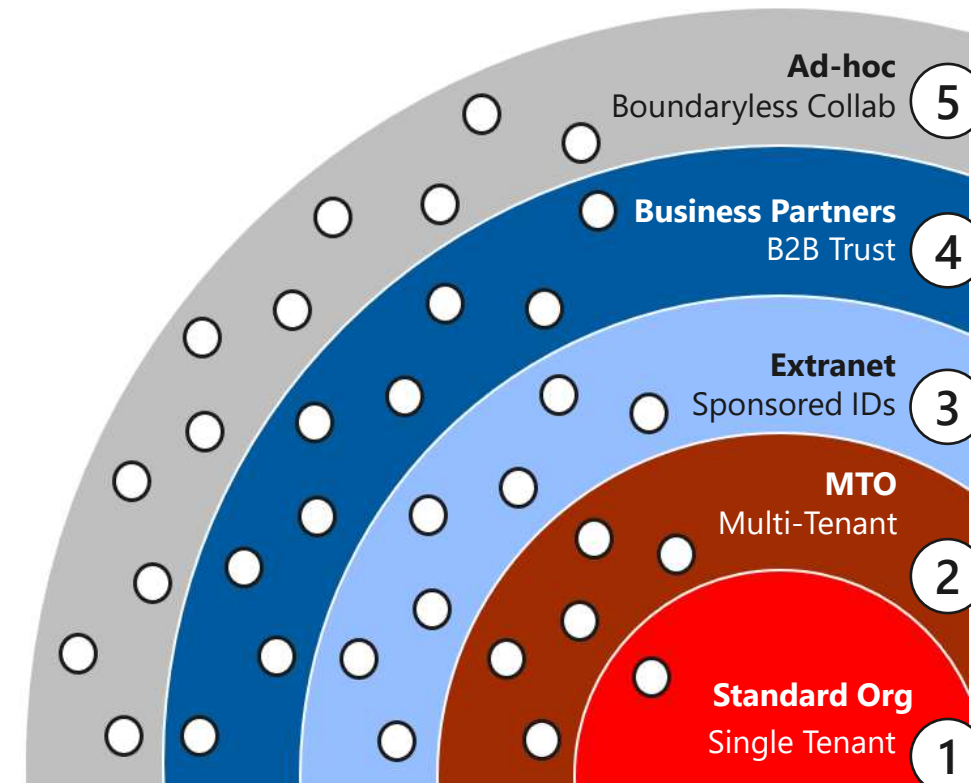 Ad-hoc
Boundaryless Collab
5
Business Partners
B2B Trust
4
Extranet
Sponsored IDs
3
MTO
Multi-Tenant
2
Standard Org
Single Tenant
1